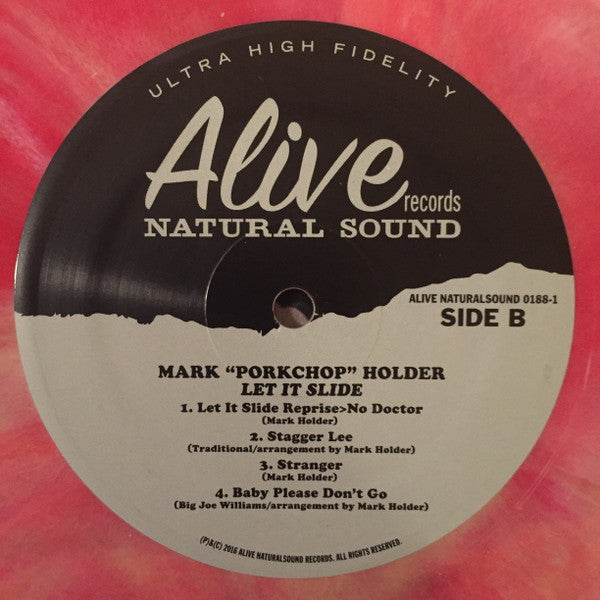 ULTRA HIGH FIDELITY
Alive
records
NATURAL SOUND
ALIVE NATURALSOUND 0188-1
SIDE B
MARK "PORKCHOP" HOLDER
LET IT SLIDE
1. Let It Slide Reprise>No Doctor
(Mark Holder)
2. Stagger Lee
(Traditional/arrangement by Mark Holder)
3. Stranger
(Mark Holder)
4. Baby Please Don't Go
(Big Joe Williams/arrangement by Mark Holder)
(P)&(C) 2016 ALIVE NATURALSOUND RECORDS. ALL RIGHTS RESERVED.